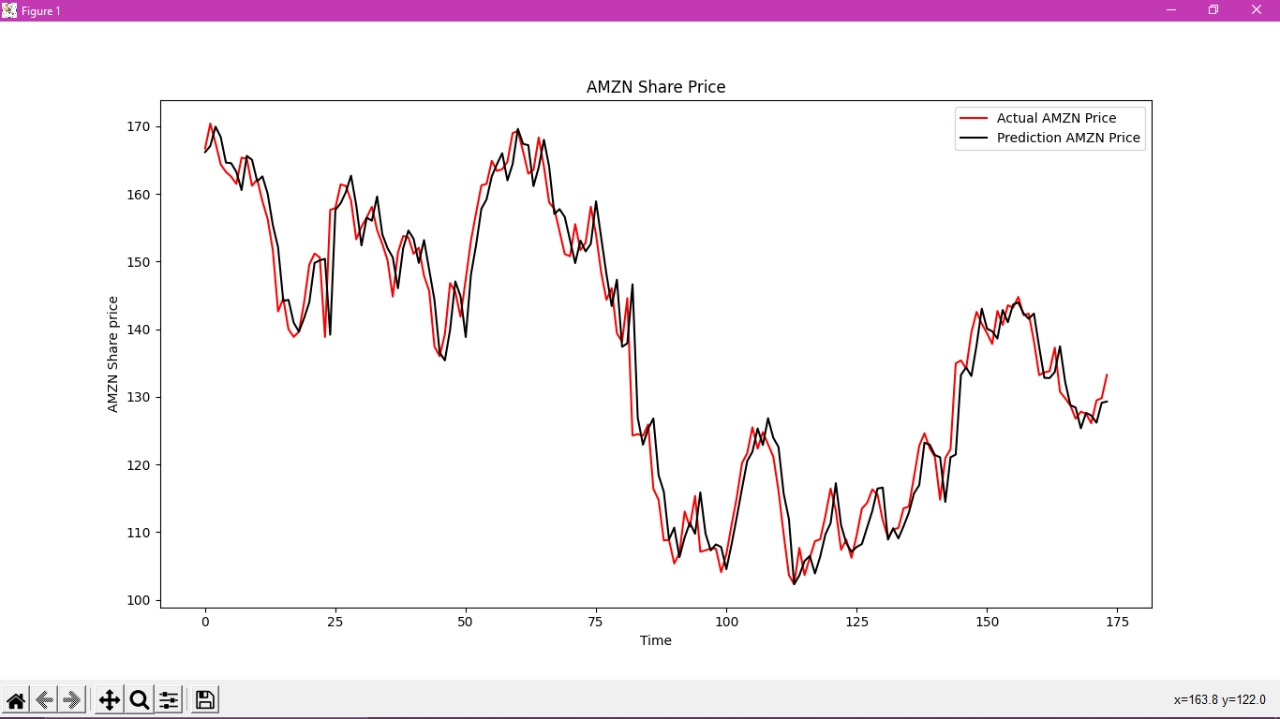 Figure 1
AMZN Share Price
Actual AMZN Price
Prediction AMZN Price
AMZN Share price
170
160
150
140
130
120
110
100
0 25 50 75 100 125 150 175
Time
x=163.8 y=122.0